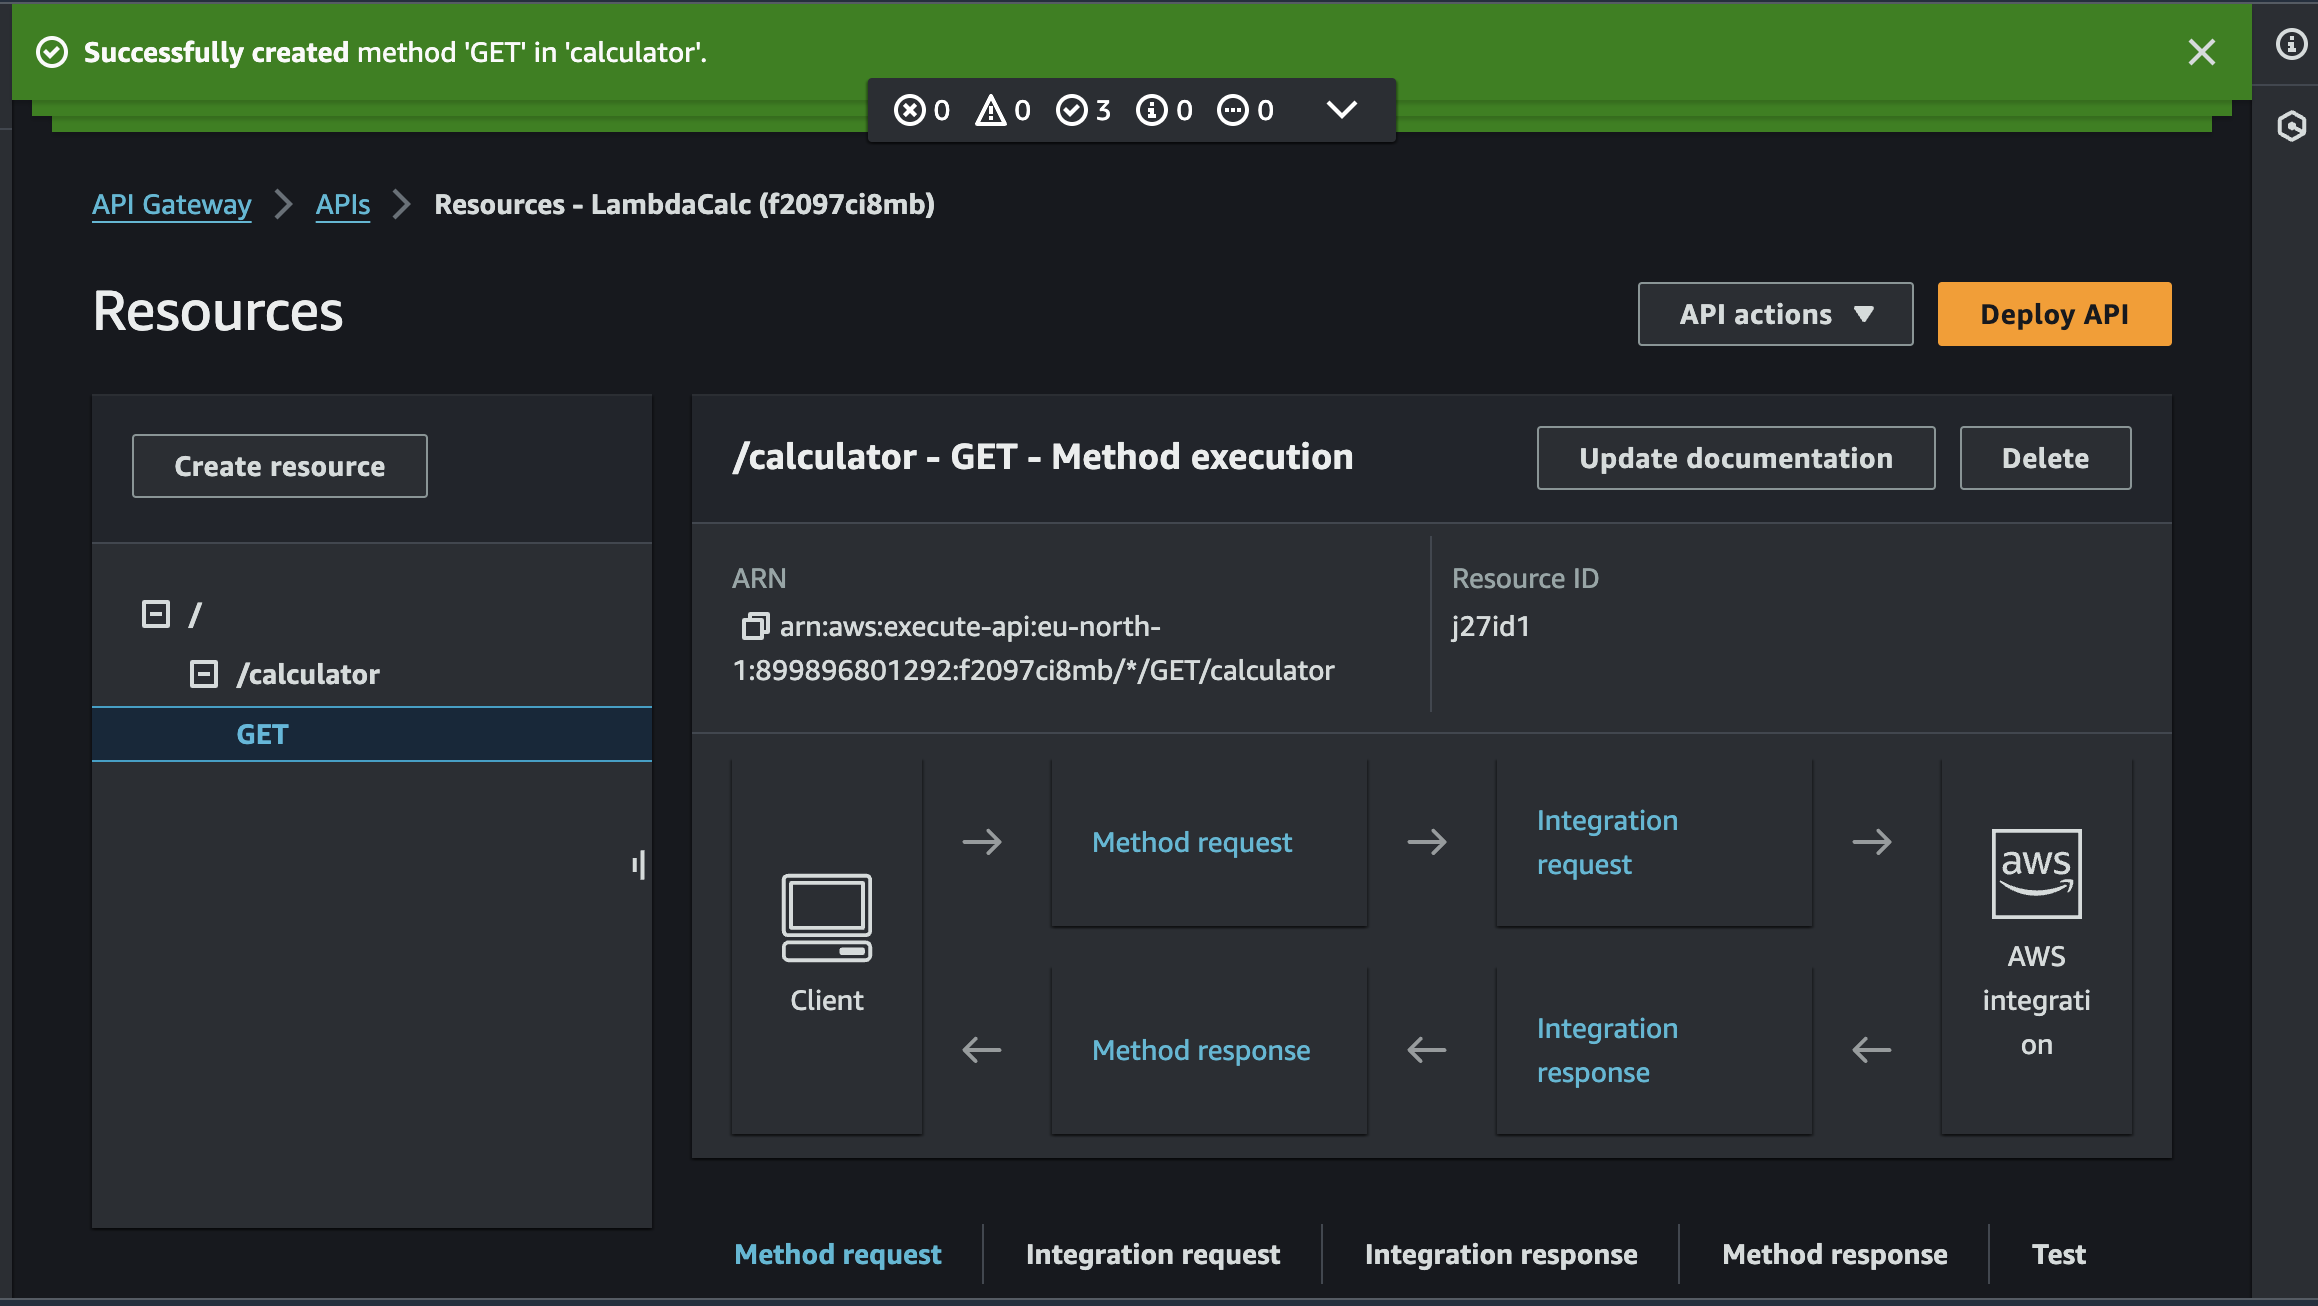 Successfully created method 'GET' in 'calculator'.
0 0 3 0 0
API Gateway APIs Resources - LambdaCalc (f2097ci8mb)
Resources
API actions
Deploy API
Create resource
/
/calculator
GET
/calculator - GET - Method execution
Update documentation
Delete
ARN
arn:aws:execute-api:eu-north-
1:899896801292:f2097ci8mb/*/GET/calculator
Resource ID
j27id1
Client
Method request
Integration
request
aws
AWS
integrati
on
Method response
Integration
response
Method request
Integration request
Integration response
Method response
Test